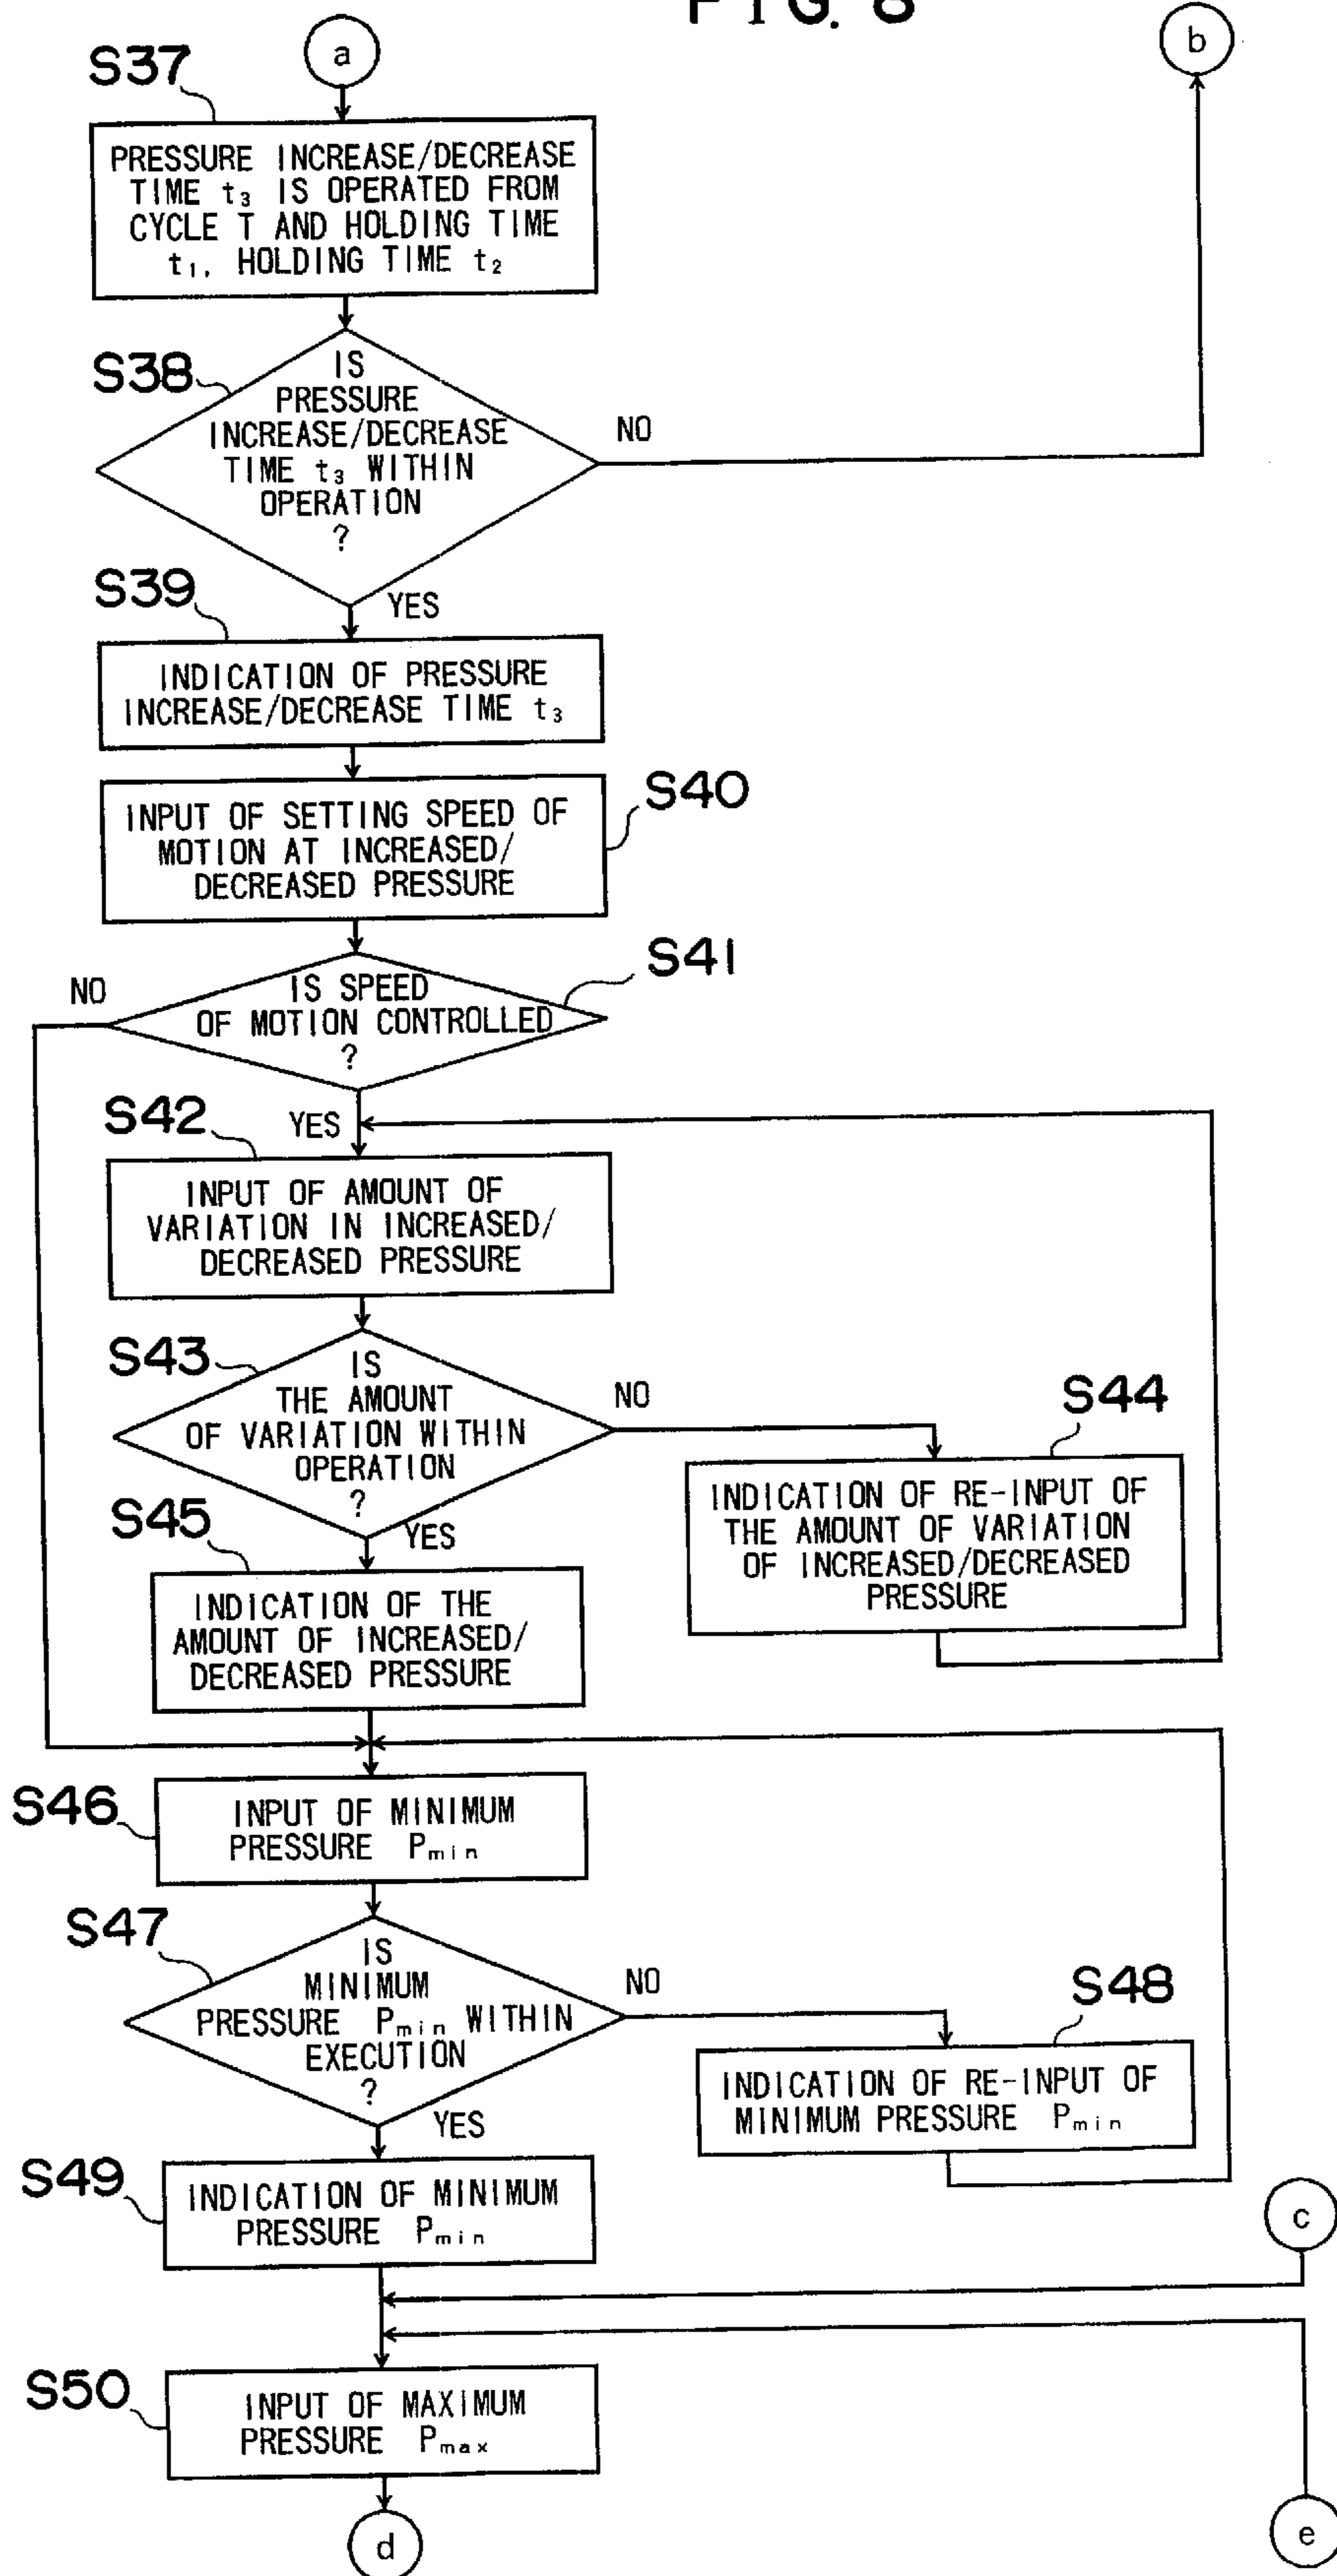 FIG. 8
a
b
S37
PRESSURE INCREASE/DECREASE
TIME t₃ IS OPERATED FROM
CYCLE T AND HOLDING TIME
t₁, HOLDING TIME t₂
S38
IS
PRESSURE
INCREASE/DECREASE
TIME t₃ WITHIN
OPERATION
?
NO
YES
S39
INDICATION OF PRESSURE
INCREASE/DECREASE TIME t₃
S40
INPUT OF SETTING SPEED OF
MOTION AT INCREASED/
DECREASED PRESSURE
S41
NO
IS SPEED
OF MOTION CONTROLLED
?
YES
S42
INPUT OF AMOUNT OF
VARIATION IN INCREASED/
DECREASED PRESSURE
S43
IS
THE AMOUNT
OF VARIATION WITHIN
OPERATION
?
NO
YES
S44
INDICATION OF RE-INPUT OF
THE AMOUNT OF VARIATION
OF INCREASED/DECREASED
PRESSURE
S45
INDICATION OF THE
AMOUNT OF INCREASED/
DECREASED PRESSURE
S46
INPUT OF MINIMUM
PRESSURE Pmin
S47
IS
MINIMUM
PRESSURE Pmin WITHIN
EXECUTION
?
NO
YES
S48
INDICATION OF RE-INPUT OF
MINIMUM PRESSURE Pmin
S49
INDICATION OF MINIMUM
PRESSURE Pmin
c
S50
INPUT OF MAXIMUM
PRESSURE Pmax
d
e